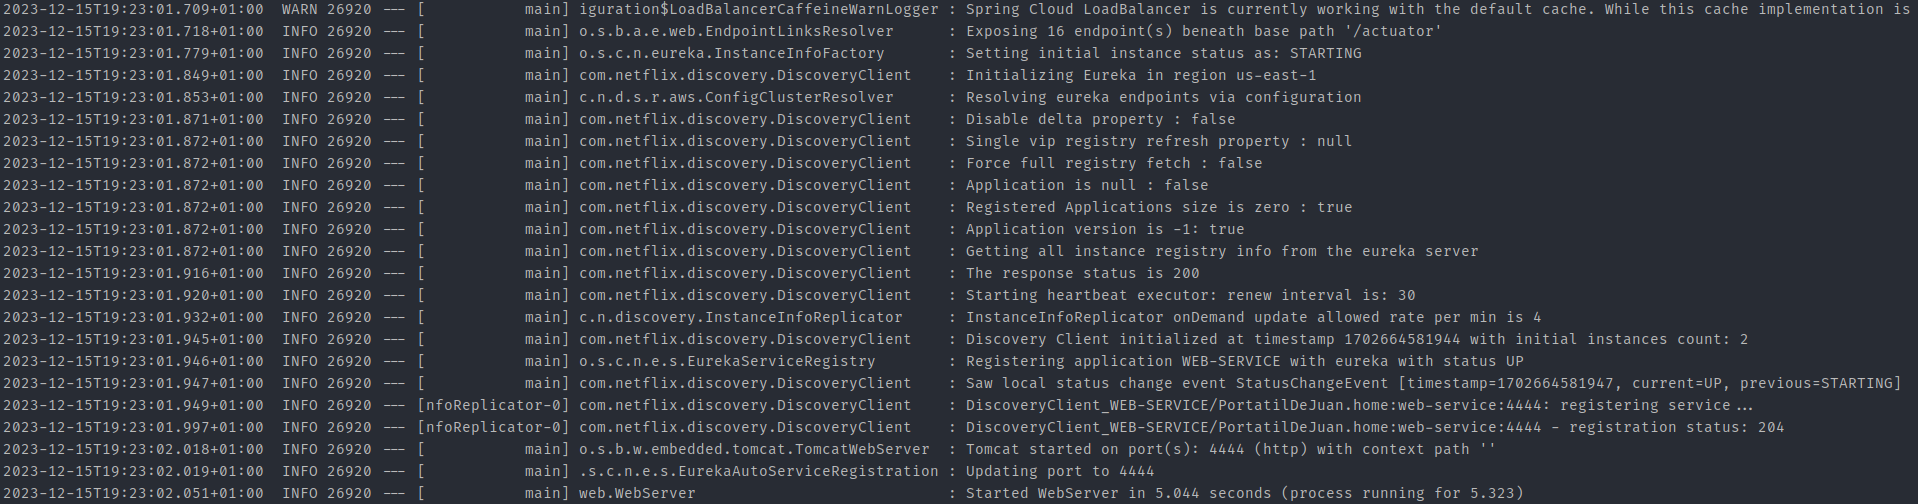 2023-12-15T19:23:01.709+01:00  WARN 26920 --- [           main] iguration$LoadBalancerCaffeineWarnLogger : Spring Cloud LoadBalancer is currently working with the default cache. While this cache implementation is
2023-12-15T19:23:01.718+01:00  INFO 26920 --- [           main] o.s.b.a.e.web.EndpointLinksResolver      : Exposing 16 endpoint(s) beneath base path '/actuator'
2023-12-15T19:23:01.779+01:00  INFO 26920 --- [           main] o.s.c.n.eureka.InstanceInfoFactory       : Setting initial instance status as: STARTING
2023-12-15T19:23:01.849+01:00  INFO 26920 --- [           main] com.netflix.discovery.DiscoveryClient    : Initializing Eureka in region us-east-1
2023-12-15T19:23:01.853+01:00  INFO 26920 --- [           main] c.n.d.s.r.aws.ConfigClusterResolver      : Resolving eureka endpoints via configuration
2023-12-15T19:23:01.871+01:00  INFO 26920 --- [           main] com.netflix.discovery.DiscoveryClient    : Disable delta property : false
2023-12-15T19:23:01.872+01:00  INFO 26920 --- [           main] com.netflix.discovery.DiscoveryClient    : Single vip registry refresh property : null
2023-12-15T19:23:01.872+01:00  INFO 26920 --- [           main] com.netflix.discovery.DiscoveryClient    : Force full registry fetch : false
2023-12-15T19:23:01.872+01:00  INFO 26920 --- [           main] com.netflix.discovery.DiscoveryClient    : Application is null : false
2023-12-15T19:23:01.872+01:00  INFO 26920 --- [           main] com.netflix.discovery.DiscoveryClient    : Registered Applications size is zero : true
2023-12-15T19:23:01.872+01:00  INFO 26920 --- [           main] com.netflix.discovery.DiscoveryClient    : Application version is -1: true
2023-12-15T19:23:01.872+01:00  INFO 26920 --- [           main] com.netflix.discovery.DiscoveryClient    : Getting all instance registry info from the eureka server
2023-12-15T19:23:01.916+01:00  INFO 26920 --- [           main] com.netflix.discovery.DiscoveryClient    : The response status is 200
2023-12-15T19:23:01.920+01:00  INFO 26920 --- [           main] com.netflix.discovery.DiscoveryClient    : Starting heartbeat executor: renew interval is: 30
2023-12-15T19:23:01.932+01:00  INFO 26920 --- [           main] c.n.discovery.InstanceInfoReplicator     : InstanceInfoReplicator onDemand update allowed rate per min is 4
2023-12-15T19:23:01.945+01:00  INFO 26920 --- [           main] com.netflix.discovery.DiscoveryClient    : Discovery Client initialized at timestamp 1702664581944 with initial instances count: 2
2023-12-15T19:23:01.946+01:00  INFO 26920 --- [           main] o.s.c.n.e.s.EurekaServiceRegistry        : Registering application WEB-SERVICE with eureka with status UP
2023-12-15T19:23:01.947+01:00  INFO 26920 --- [           main] com.netflix.discovery.DiscoveryClient    : Saw local status change event StatusChangeEvent [timestamp=1702664581947, current=UP, previous=STARTING]
2023-12-15T19:23:01.949+01:00  INFO 26920 --- [nfoReplicator-0] com.netflix.discovery.DiscoveryClient    : DiscoveryClient_WEB-SERVICE/PortatilDeJuan.home:web-service:4444: registering service...
2023-12-15T19:23:01.997+01:00  INFO 26920 --- [nfoReplicator-0] com.netflix.discovery.DiscoveryClient    : DiscoveryClient_WEB-SERVICE/PortatilDeJuan.home:web-service:4444 - registration status: 204
2023-12-15T19:23:02.018+01:00  INFO 26920 --- [           main] o.s.b.w.embedded.tomcat.TomcatWebServer  : Tomcat started on port(s): 4444 (http) with context path ''
2023-12-15T19:23:02.019+01:00  INFO 26920 --- [           main] .s.c.n.e.s.EurekaAutoServiceRegistration : Updating port to 4444
2023-12-15T19:23:02.051+01:00  INFO 26920 --- [           main] web.WebServer                            : Started WebServer in 5.044 seconds (process running for 5.323)